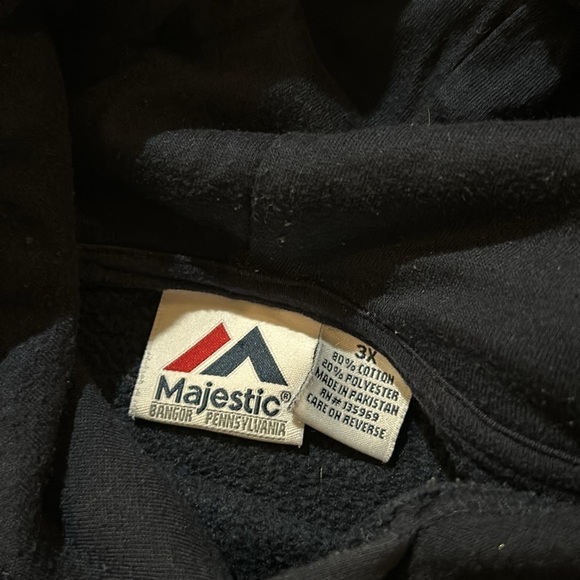 Majestic®
BANGOR PENNSYLVANIA
3X
80% COTTON
20% POLYESTER
MADE IN PAKISTAN
RN# 135969
CARE ON REVERSE